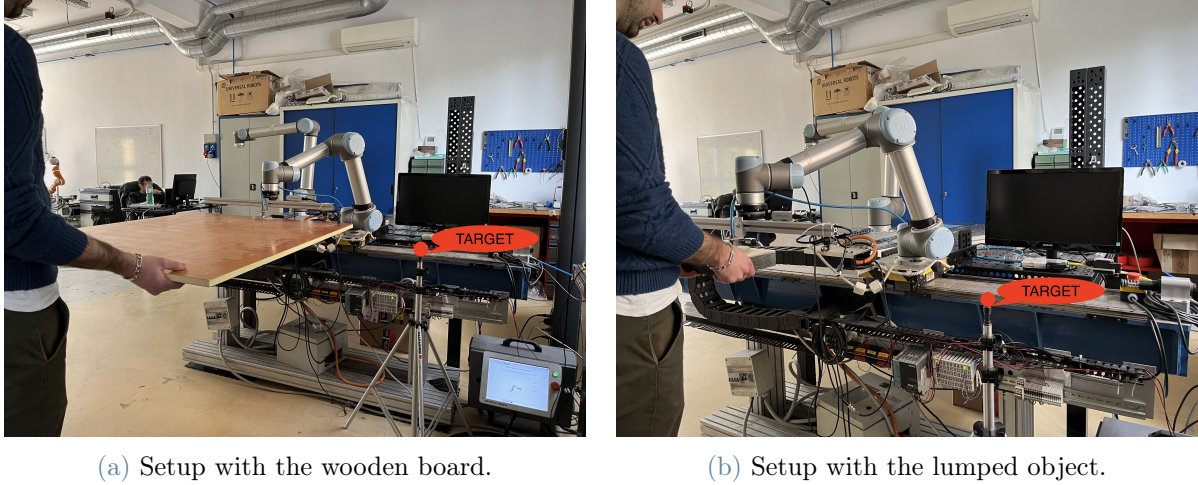 UNIVERSAL ROBOTS
TARGET
UNIVERSAL ROBOTS
TARGET
(a) Setup with the wooden board.
(b) Setup with the lumped object.